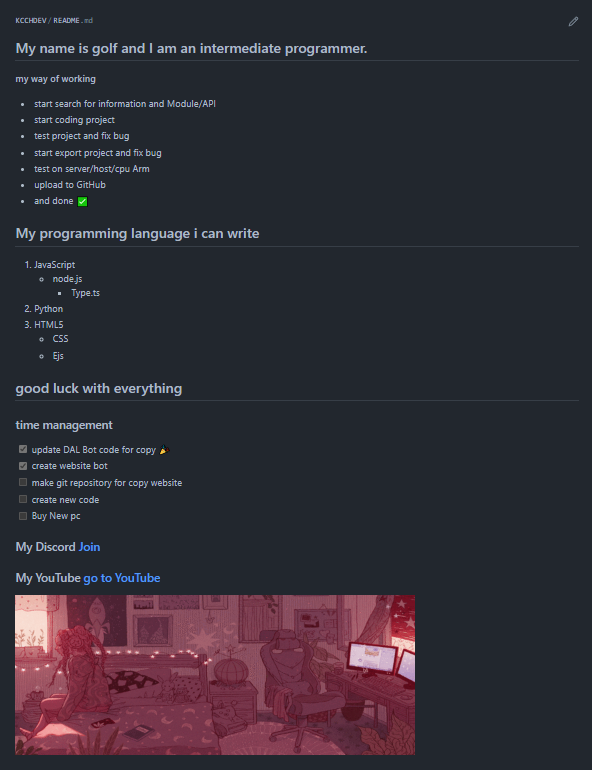 KCCHDEV / README.md
My name is golf and I am an intermediate programmer.
my way of working
start search for information and Module/API
start coding project
test project and fix bug
start export project and fix bug
test on server/host/cpu Arm
upload to GitHub
and done ✅
My programming language i can write
1. JavaScript
node.js
Type.ts
2. Python
3. HTML5
CSS
Ejs
good luck with everything
time management
update DAL Bot code for copy 🎉
create website bot
make git repository for copy website
create new code
Buy New pc
My Discord Join
My YouTube go to YouTube